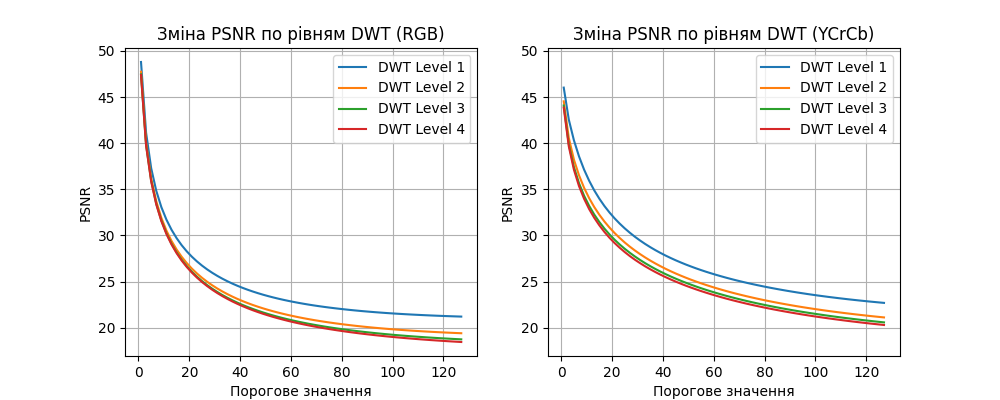 Зміна PSNR по рівням DWT (RGB)
50
45
40
35
30
25
20
PSNR
DWT Level 1
DWT Level 2
DWT Level 3
DWT Level 4
0 20 40 60 80 100 120
Порогове значення
Зміна PSNR по рівням DWT (YCrCb)
50
45
40
35
30
25
20
PSNR
DWT Level 1
DWT Level 2
DWT Level 3
DWT Level 4
0 20 40 60 80 100 120
Порогове значення